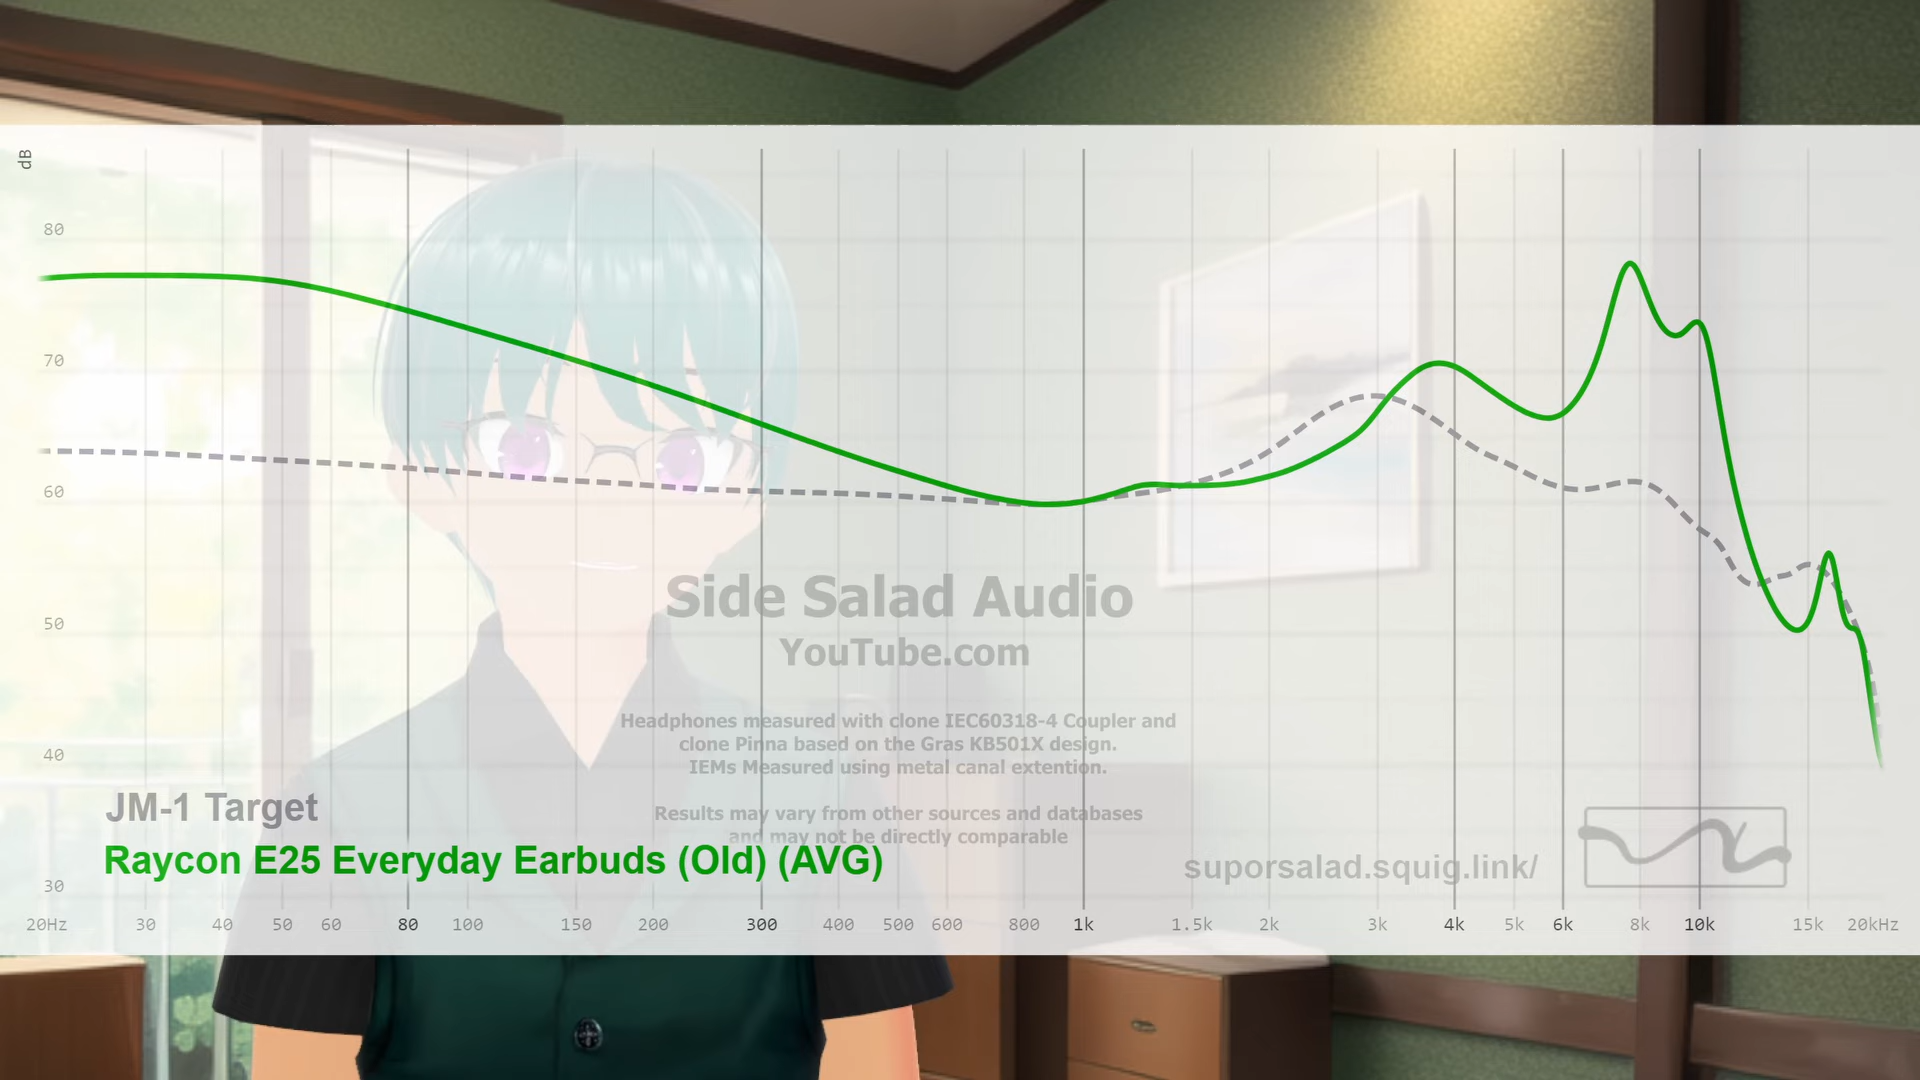 dB
80
70
60
50
40
30
Side Salad Audio
YouTube.com
Headphones measured with clone IEC60318-4 Coupler and
clone Pinna based on the Gras KB501X design.
IEMs Measured using metal canal extention.
Results may vary from other sources and databases
and may not be directly comparable
JM-1 Target
Raycon E25 Everyday Earbuds (Old) (AVG)
suporsalad.squig.link/
20Hz 30 40 50 60 80 100 150 200 300 400 500 600 800 1k 1.5k 2k 3k 4k 5k 6k 8k 10k 15k 20kHz